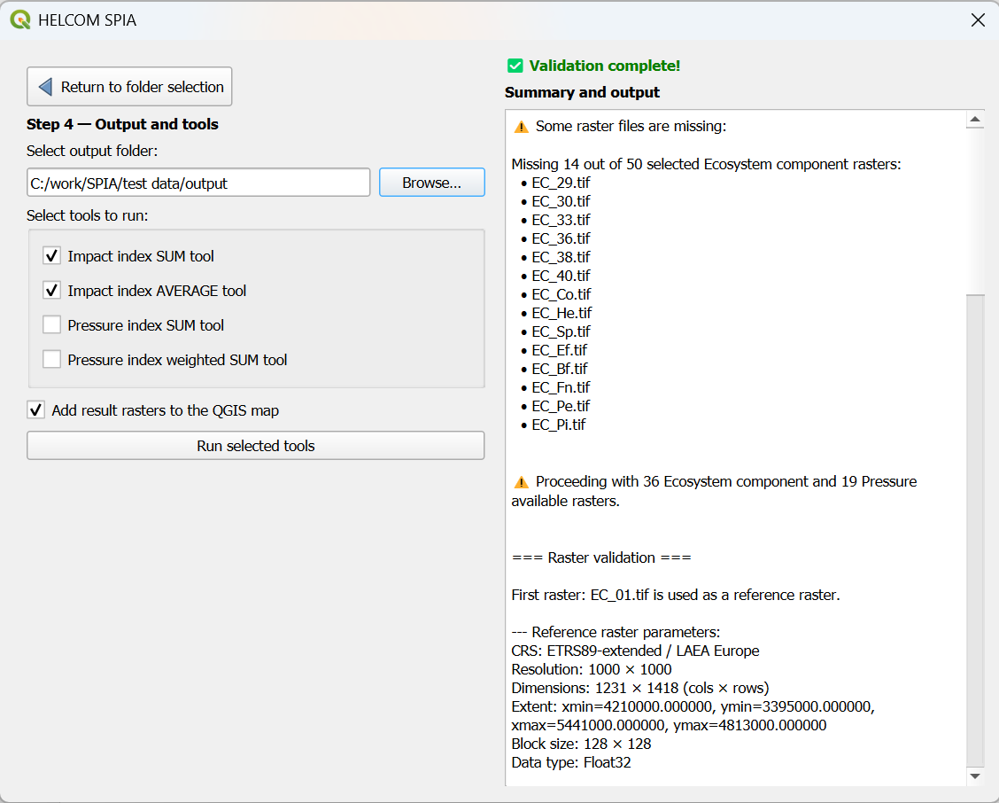 HELCOM SPIA
Return to folder selection
Step 4 — Output and tools
Select output folder:
C:/work/SPIA/test data/output
Browse...
Select tools to run:
Impact index SUM tool
Impact index AVERAGE tool
Pressure index SUM tool
Pressure index weighted SUM tool
Add result rasters to the QGIS map
Run selected tools
Validation complete!
Summary and output
Some raster files are missing:
Missing 14 out of 50 selected Ecosystem component rasters:
• EC_29.tif
• EC_30.tif
• EC_33.tif
• EC_36.tif
• EC_38.tif
• EC_40.tif
• EC_Co.tif
• EC_He.tif
• EC_Sp.tif
• EC_Ef.tif
• EC_Bf.tif
• EC_Fn.tif
• EC_Pe.tif
• EC_Pi.tif
Proceeding with 36 Ecosystem component and 19 Pressure
available rasters.
=== Raster validation ===
First raster: EC_01.tif is used as a reference raster.
--- Reference raster parameters:
CRS: ETRS89-extended / LAEA Europe
Resolution: 1000 × 1000
Dimensions: 1231 × 1418 (cols × rows)
Extent: xmin=4210000.000000, ymin=3395000.000000,
xmax=5441000.000000, ymax=4813000.000000
Block size: 128 × 128
Data type: Float32